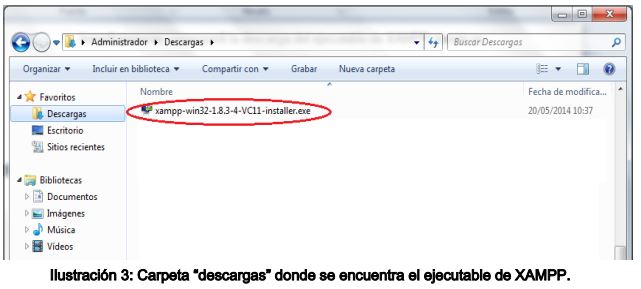 Administrador ▸ Descargas ▸
Buscar Descargas
Organizar Incluir en biblioteca Compartir con Grabar Nueva carpeta
Nombre Fecha de modifica...
Favoritos
Descargas
Escritorio
Sitios recientes
Bibliotecas
Documentos
Imágenes
Música
Vídeos
xampp-win32-1.8.3-4-VC11-installer.exe 20/05/2014 10:37
Ilustración 3: Carpeta “descargas” donde se encuentra el ejecutable de XAMPP.